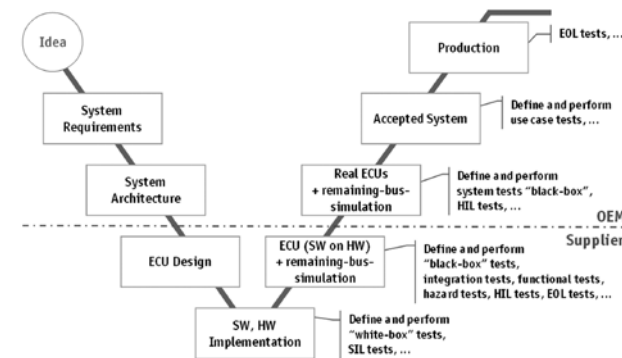 Idea
System
Requirements
System
Architecture
ECU Design
SW, HW
Implementation
Define and perform
"white-box" tests,
SIL tests, ...
ECU (SW on HW)
+ remaining-bus-
simulation
Define and perform
"black-box" tests,
integration tests, functional tests,
hazard tests, HIL tests, EOL tests, ...
Real ECUs
+ remaining-bus-
simulation
Define and perform
system tests "black-box",
HIL tests, ...
OEM
Supplier
Accepted System
Define and perform
use case tests, ...
Production
EOL tests, ...